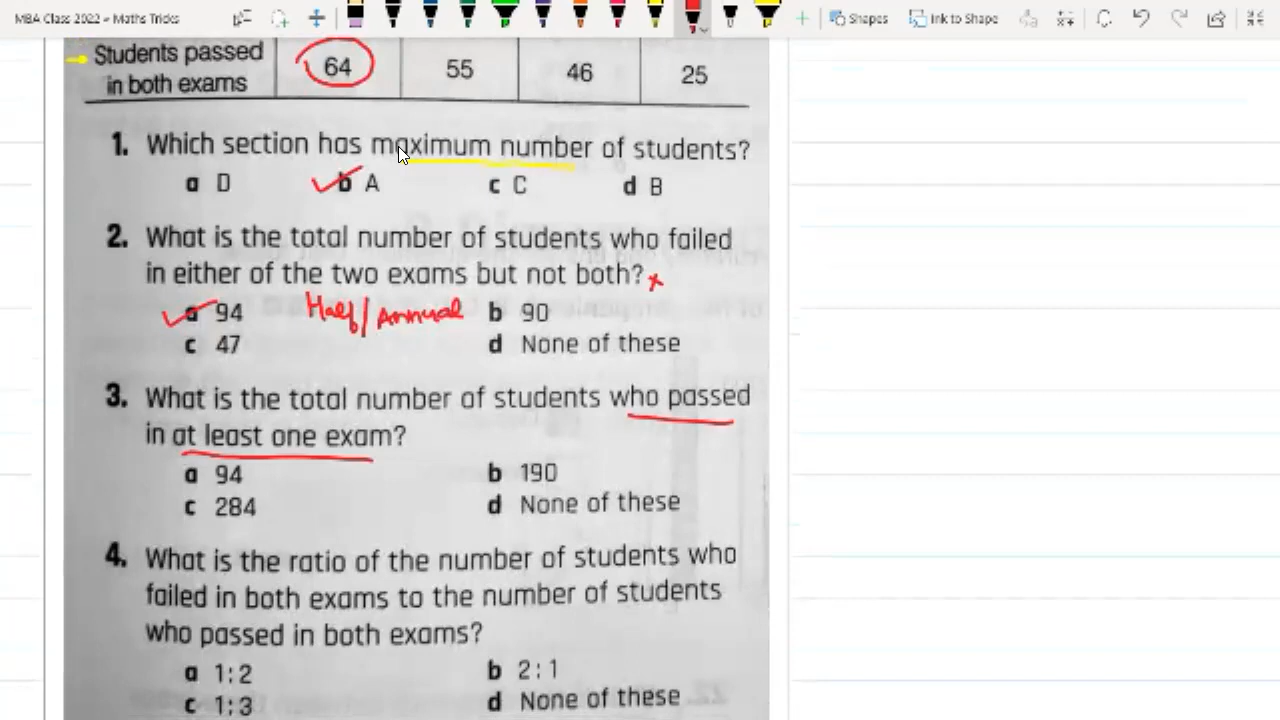 MBA Class 2022 - Maths Tricks
Shapes
Ink to Shape
Students passed in both exams 64 55 46 25
1. Which section has maximum number of students?
a D b A c C d B
2. What is the total number of students who failed
in either of the two exams but not both? x
a 94 Half/Annual b 90
c 47 d None of these
3. What is the total number of students who passed
in at least one exam?
a 94 b 190
c 284 d None of these
4. What is the ratio of the number of students who
failed in both exams to the number of students
who passed in both exams?
a 1:2 b 2:1
c 1:3 d None of these